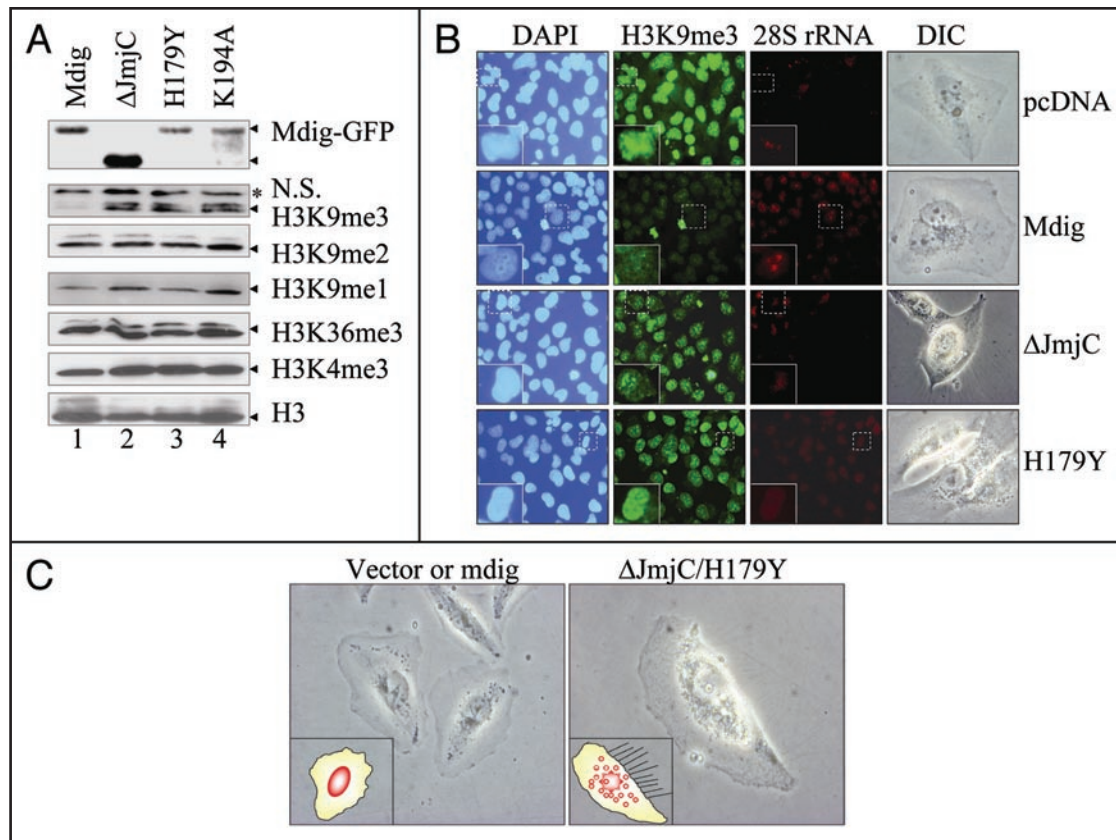 A
Mdig
ΔJmjC
H179Y
K194A
Mdig-GFP
* N.S.
H3K9me3
H3K9me2
H3K9me1
H3K36me3
H3K4me3
H3
1 2 3 4
B
DAPI H3K9me3 28S rRNA DIC
pcDNA
Mdig
ΔJmjC
H179Y
C
Vector or mdig ΔJmjC/H179Y